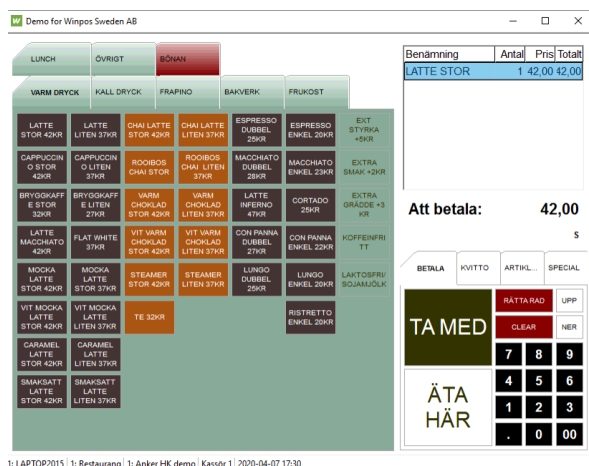 Demo for Winpos Sweden AB
LUNCH
ÖVRIGT
BÖNAN
VARM DRYCK
KALL DRYCK
FRAPINO
BAKVERK
FRUKOST
LATTE
STOR 42KR
LATTE
LITEN 37KR
CHAI LATTE
STOR 42KR
CHAI LATTE
LITEN 37KR
ESPRESSO
DUBBEL
25KR
ESPRESSO
ENKEL 20KR
EXT
STYRKA
+5KR
CAPPUCCIN
O STOR
42KR
CAPPUCCIN
O LITEN
37KR
ROOIBOS
CHAI STOR
ROOIBOS
CHAI LITEN
37KR
MACCHIATO
DUBBEL
28KR
MACCHIATO
ENKEL 23KR
EXTRA
SMAK +2KR
BRYGGKAFF
E STOR
32KR
BRYGGKAFF
E LITEN
27KR
VARM
CHOKLAD
STOR 42KR
VARM
CHOKLAD
LITEN 37KR
LATTE
INFERNO
47KR
CORTADO
25KR
EXTRA
GRÄDDE +3
KR
LATTE
MACCHIATO
42KR
FLAT WHITE
37KR
VIT VARM
CHOKLAD
STOR 42KR
VIT VARM
CHOKLAD
LITEN 37KR
CON PANNA
DUBBEL
27KR
CON PANNA
ENKEL 22KR
KOFFEINFRI
TT
MOCKA
LATTE
STOR 42KR
MOCKA
LATTE
LITEN 37KR
STEAMER
STOR 42KR
STEAMER
LITEN 37KR
LUNGO
DUBBEL
25KR
LUNGO
ENKEL 20KR
LAKTOSFRI/
SOJAMJÖLK
VIT MOCKA
LATTE
STOR 42KR
VIT MOCKA
LATTE
LITEN 37KR
TE 32KR
RISTRETTO
ENKEL 20KR
CARAMEL
LATTE
STOR 42KR
CARAMEL
LATTE
LITEN 37KR
SMAKSATT
LATTE
STOR 42KR
SMAKSATT
LATTE
LITEN 37KR
Benämning Antal Pris Totalt
LATTE STOR 1 42,00 42,00
Att betala: 42,00
S
BETALA KVITTO ARTIKL... SPECIAL
TA MED
ÄTA
HÄR
RÄTTA RAD UPP
CLEAR NER
7 8 9
4 5 6
1 2 3
. 0 00
1: LAPTOP2015 1: Restaurang 1: Anker HK demo Kassör 1 2020-04-07 17:30